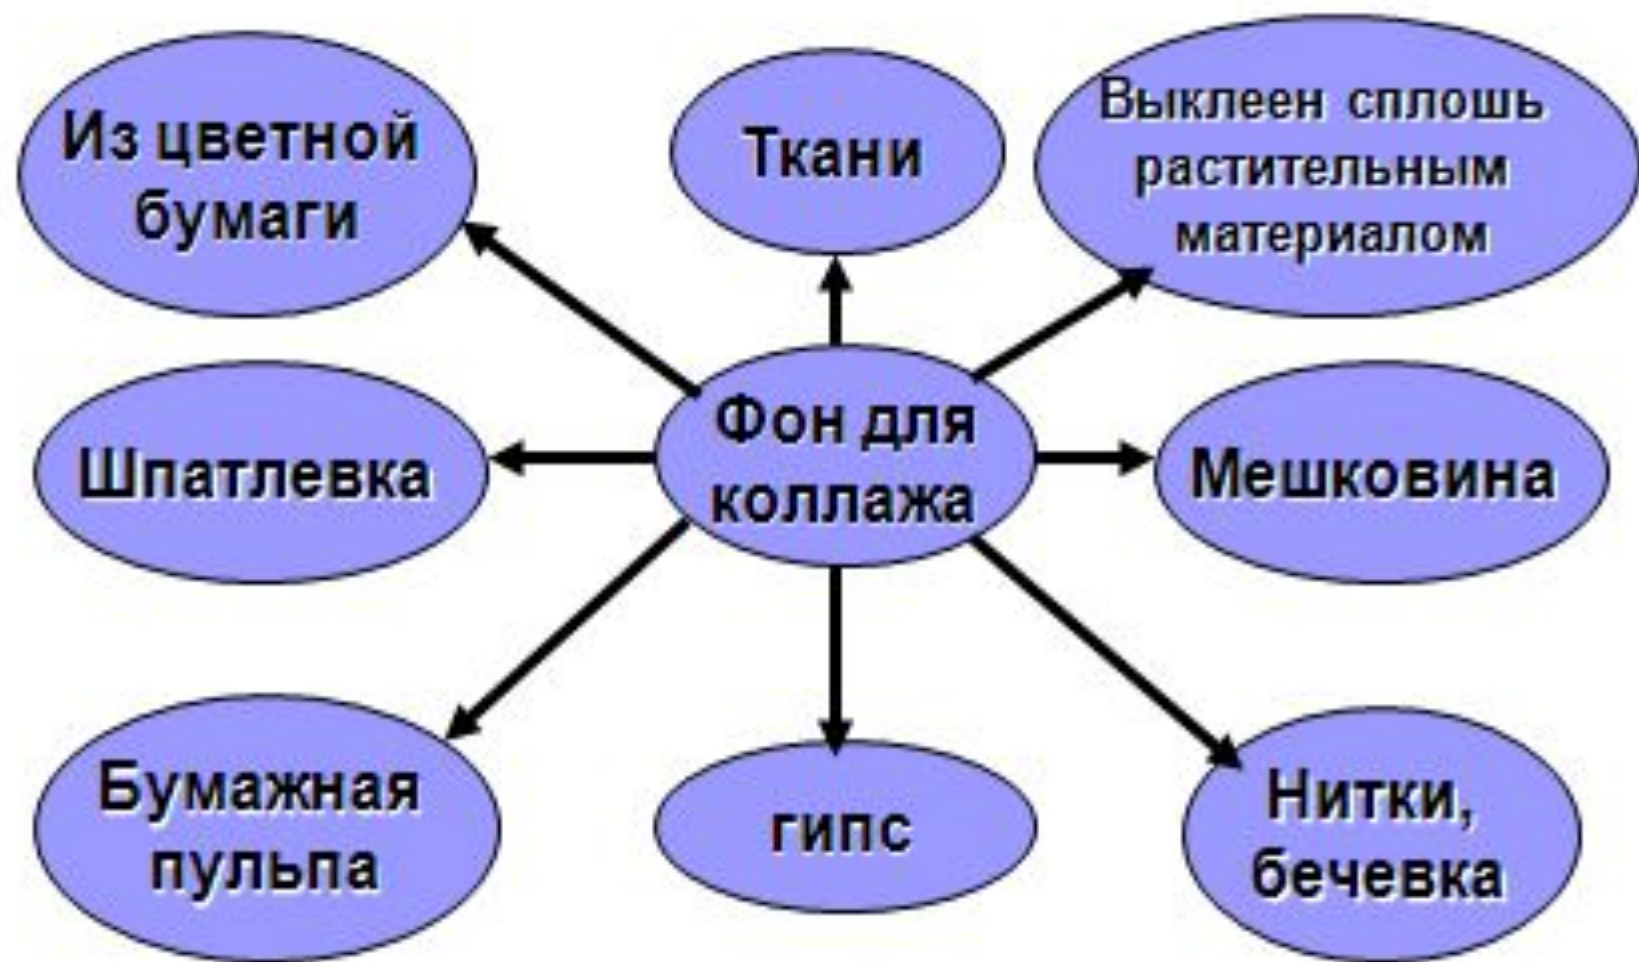 Из цветной
бумаги
Ткани
Выклеен сплошь
растительным
материалом
Шпатлевка
Фон для
коллажа
Мешковина
Бумажная
пульпа
гипс
Нитки,
бечевка